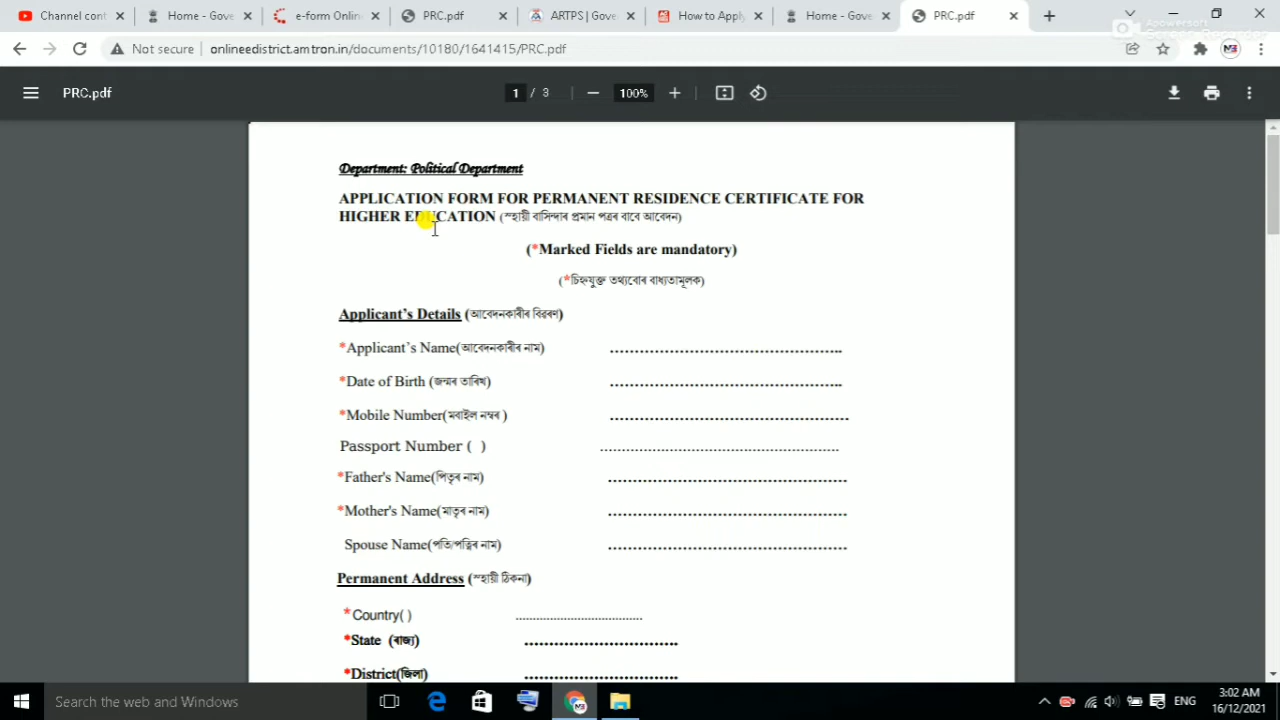 Channel cont
Home - Gove
e-form Onlin
PRC.pdf
ARTPS | Gove
How to Apply
Home - Gove
PRC.pdf
Apowersoft
Screen Recorder
Not secure
onlineedistrict.amtron.in/documents/10180/1641415/PRC.pdf
PRC.pdf
1 / 3
100%
Department: Political Department
APPLICATION FORM FOR PERMANENT RESIDENCE CERTIFICATE FOR
HIGHER EDUCATION (স্থায়ী বাসিন্দাৰ প্ৰমান পত্ৰৰ বাবে আবেদন)
(*Marked Fields are mandatory)
(*চিহ্নযুক্ত তথ্যবোৰ বাধ্যতামূলক)
Applicant's Details (আবেদনকাৰীৰ বিৱৰণ)
*Applicant's Name(আবেদনকাৰীৰ নাম) ................................................
*Date of Birth (জন্মৰ তাৰিখ) ................................................
*Mobile Number(মবাইল নম্বৰ ) ................................................
Passport Number ( ) ................................................
*Father's Name(পিতৃৰ নাম) ................................................
*Mother's Name(মাতৃৰ নাম) ................................................
Spouse Name(পতি/পত্নিৰ নাম) ................................................
Permanent Address (স্থায়ী ঠিকনা)
*Country( ) ...................................
*State (ৰাজ্য) ................................
*District(জিলা) ................................
Search the web and Windows
ENG
3:02 AM
16/12/2021